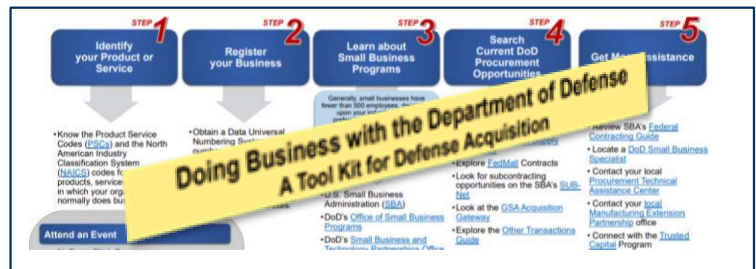 STEP 1
Identify
your Product or
Service
•Know the Product Service
Codes (PSCs) and the North
American Industry
Classification System
(NAICS) codes
products,
in which your
normally does
STEP 2
Register
your Business
•Obtain a Data Universal
Numbering
STEP 3
Learn about
Small Business
Programs
Generally, small businesses have
fewer than 500 employees,
upon your
U.S. Small Business
Administration (SBA)
•DoD's Office of Small Business
Programs
•DoD's Small Business and
Technology Partnerships Office
STEP 4
Search
Current DoD
Procurement
Opportunities
•Explore FedMall Contracts
•Look for subcontracting
opportunities on the SBA's SUB-
Net
•Look at the GSA Acquisition
Gateway
•Explore the Other Transactions
Guide
STEP 5
Get Assistance
Review SBA's Federal
Contracting Guide
•Locate a DoD Small Business
Specialist
•Contact your local
Procurement Technical
Assistance Center
•Contact your local
Manufacturing Extension
Partnership office
•Connect with the Trusted
Capital Program
Doing Business with the Department of Defense
A Tool Kit for Defense Acquisition
Attend an Event